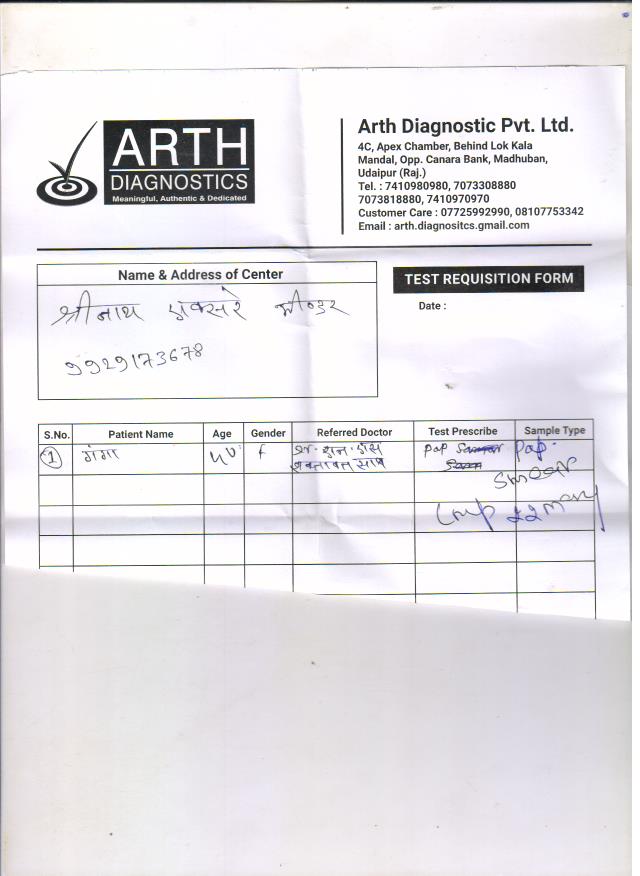 ARTH
DIAGNOSTICS
Meaningful, Authentic & Dedicated
Arth Diagnostic Pvt. Ltd.
4C, Apex Chamber, Behind Lok Kala
Mandal, Opp. Canara Bank, Madhuban,
Udaipur (Raj.)
Tel. : 7410980980, 7073308880
7073818880, 7410970970
Customer Care : 07725992990, 08107753342
Email : arth.diagnositcs.gmail.com
Name & Address of Center
श्रीनाथ
9929173678
TEST REQUISITION FORM
Date :
S.No. Patient Name Age Gender Referred Doctor Test Prescribe Sample Type
1 गंगा f Pap Pap.
Smear
Lmp 22